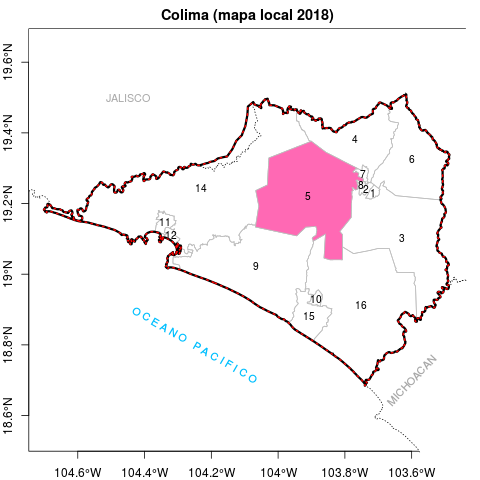 Colima (mapa local 2018)
JALISCO
4
6
7
8
2
1
14
5
11
12
3
9
10
15
16
OCEANO PACIFICO
MICHOACAN
19.6°N
19.4°N
19.2°N
19°N
18.8°N
18.6°N
104.6°W
104.4°W
104.2°W
104°W
103.8°W
103.6°W